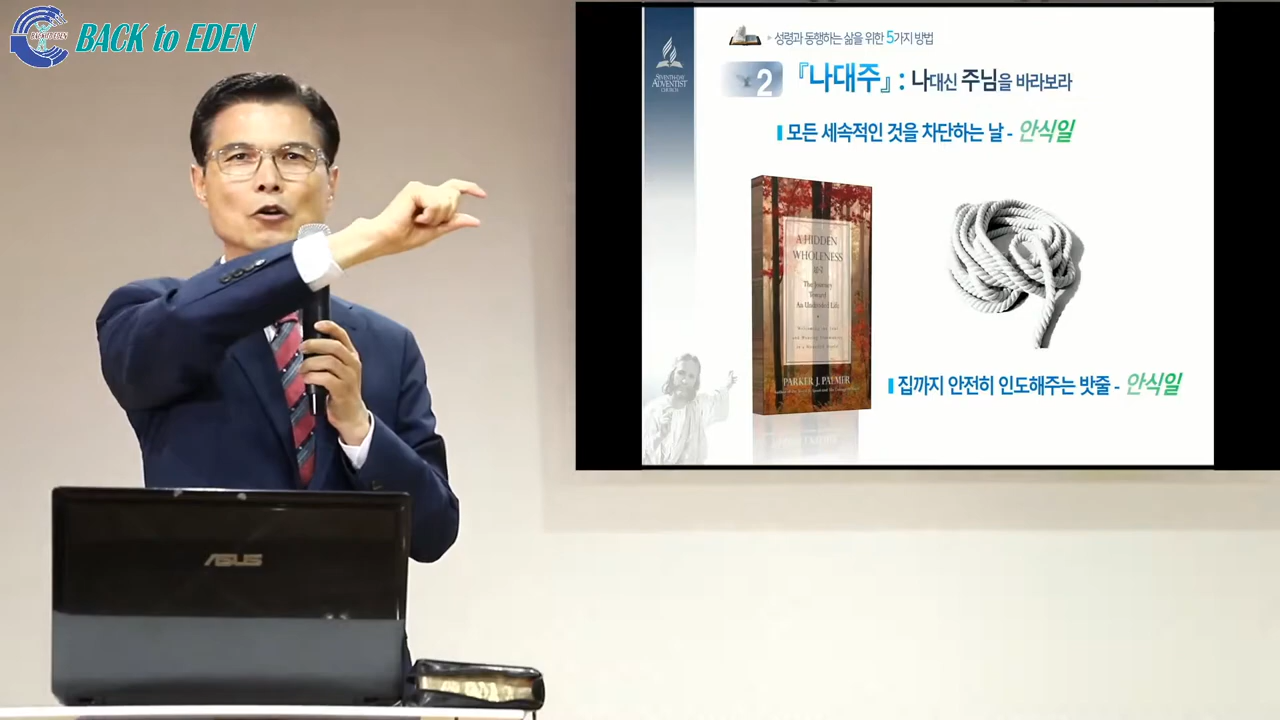 BACK TO EDEN
BACK to EDEN
SEVENTH-DAY
ADVENTIST
CHURCH
성령과 동행하는 삶을 위한 5가지 방법
2 『나대주』 : 나대신 주님을 바라보라
모든 세속적인 것을 차단하는 날 - 안식일
A HIDDEN
WHOLENESS
The Journey
Toward
An Undivided Life
PARKER J. PALMER
집까지 안전히 인도해주는 밧줄 - 안식일
ASUS